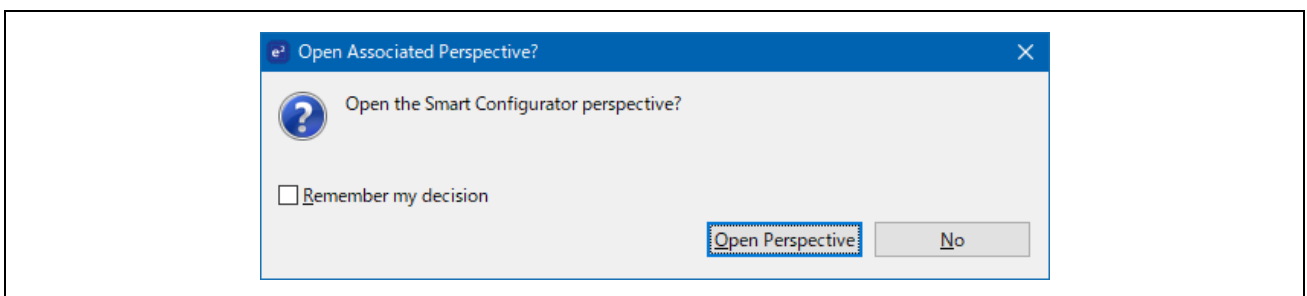 e² Open Associated Perspective?
Open the Smart Configurator perspective?
Remember my decision
Open Perspective No